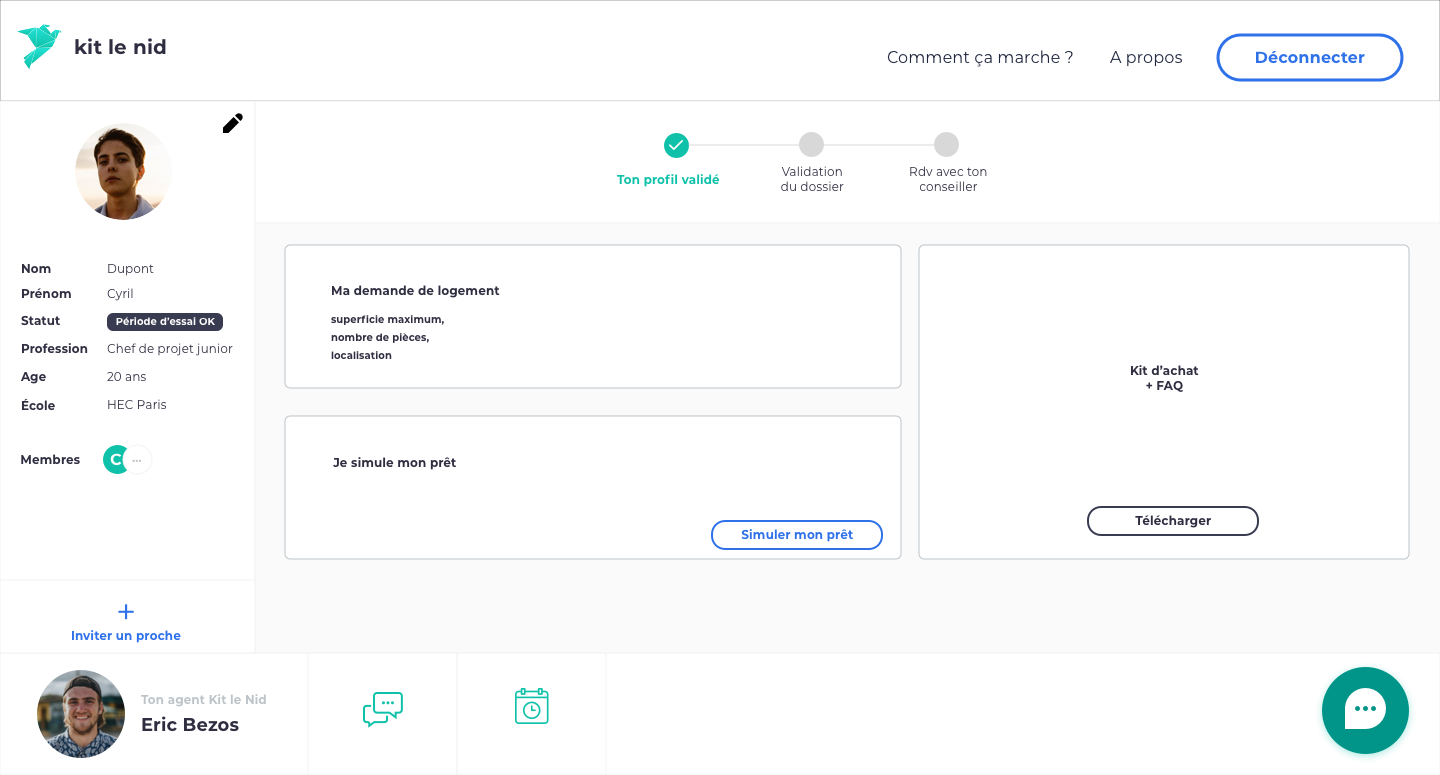 kit le nid
Comment ça marche ?
A propos
Déconnecter
Ton profil validé
Validation
du dossier
Rdv avec ton
conseiller
Nom
Dupont
Prénom
Cyril
Statut
Période d'essai OK
Profession
Chef de projet junior
Age
20 ans
École
HEC Paris
Membres
C
Inviter un proche
Ma demande de logement
superficie maximum,
nombre de pièces,
localisation
Je simule mon prêt
Simuler mon prêt
Kit d'achat
+ FAQ
Télécharger
Ton agent Kit le Nid
Eric Bezos